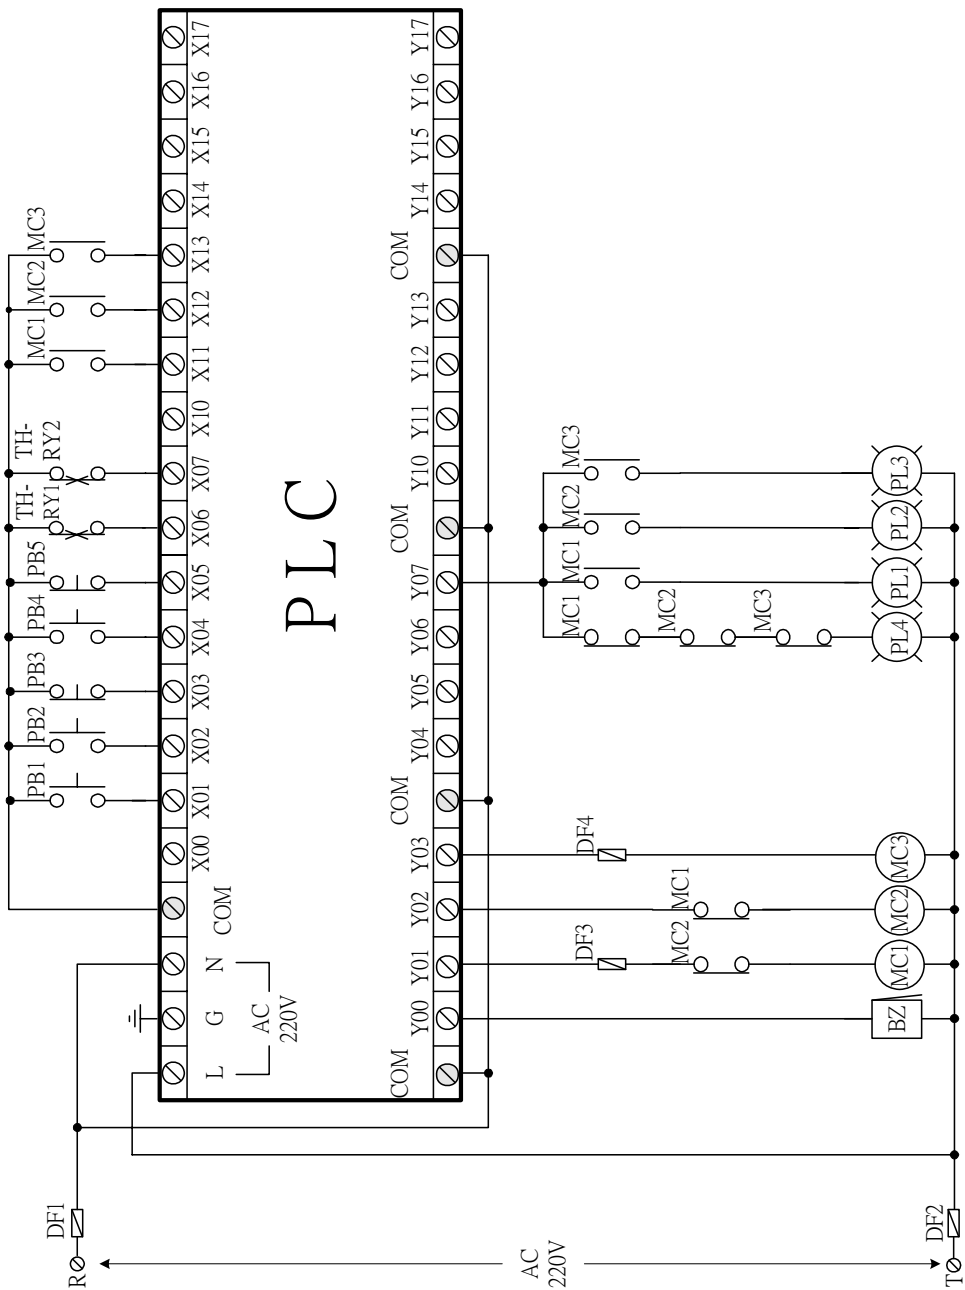 R
DF1
AC
220V
T
DF2
L
G
N
AC
220V
COM
X00
X01
X02
X03
X04
X05
X06
X07
X10
X11
X12
X13
X14
X15
X16
X17
PB1
PB2
PB3
PB4
PB5
TH-
RY1
TH-
RY2
MC1
MC2
MC3
PLC
COM
Y00
Y01
Y02
Y03
COM
Y04
Y05
Y06
Y07
COM
Y10
Y11
Y12
Y13
COM
Y14
Y15
Y16
Y17
DF3
DF4
MC2
MC1
MC1
MC2
MC3
MC1
MC2
MC3
BZ
MC1
MC2
MC3
PL4
PL1
PL2
PL3